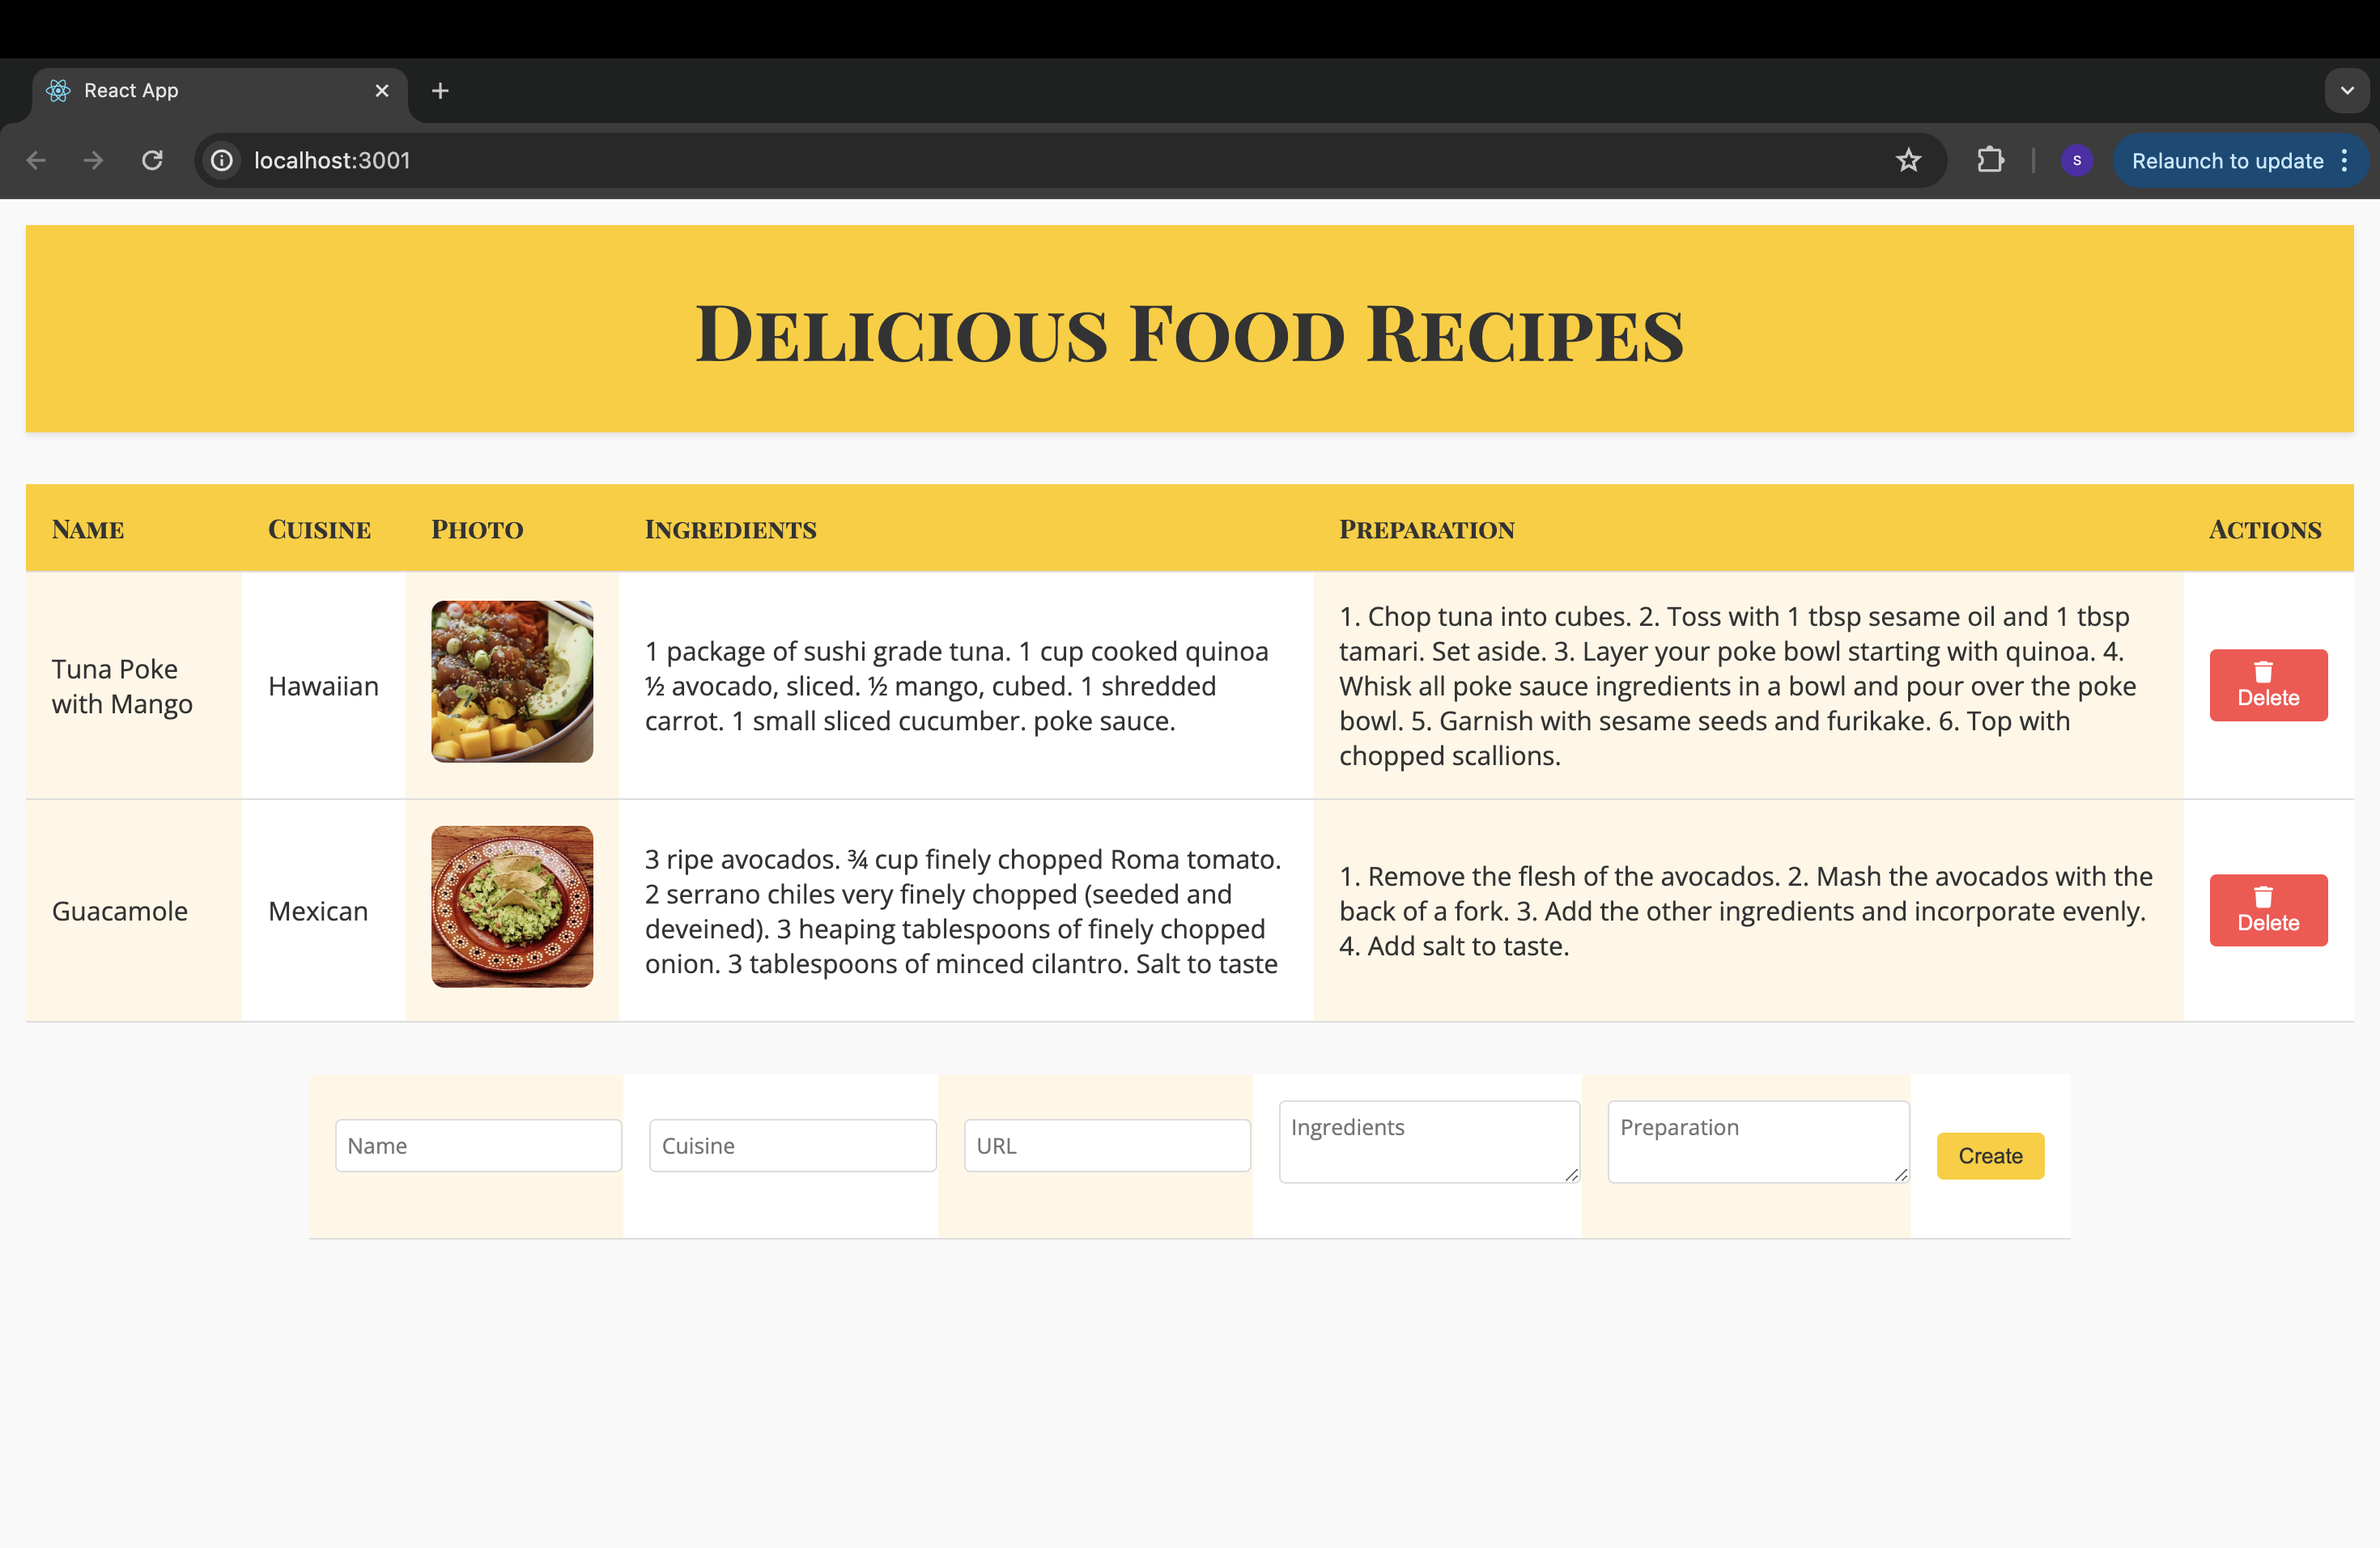 React App
localhost:3001
S
Relaunch to update
Delicious Food Recipes
Name Cuisine Photo Ingredients Preparation Actions
Tuna Poke
with Mango
Hawaiian
1 package of sushi grade tuna. 1 cup cooked quinoa
½ avocado, sliced. ½ mango, cubed. 1 shredded
carrot. 1 small sliced cucumber. poke sauce.
1. Chop tuna into cubes. 2. Toss with 1 tbsp sesame oil and 1 tbsp
tamari. Set aside. 3. Layer your poke bowl starting with quinoa. 4.
Whisk all poke sauce ingredients in a bowl and pour over the poke
bowl. 5. Garnish with sesame seeds and furikake. 6. Top with
chopped scallions.
Delete
Guacamole
Mexican
3 ripe avocados. ¾ cup finely chopped Roma tomato.
2 serrano chiles very finely chopped (seeded and
deveined). 3 heaping tablespoons of finely chopped
onion. 3 tablespoons of minced cilantro. Salt to taste
1. Remove the flesh of the avocados. 2. Mash the avocados with the
back of a fork. 3. Add the other ingredients and incorporate evenly.
4. Add salt to taste.
Delete
Name
Cuisine
URL
Ingredients
Preparation
Create